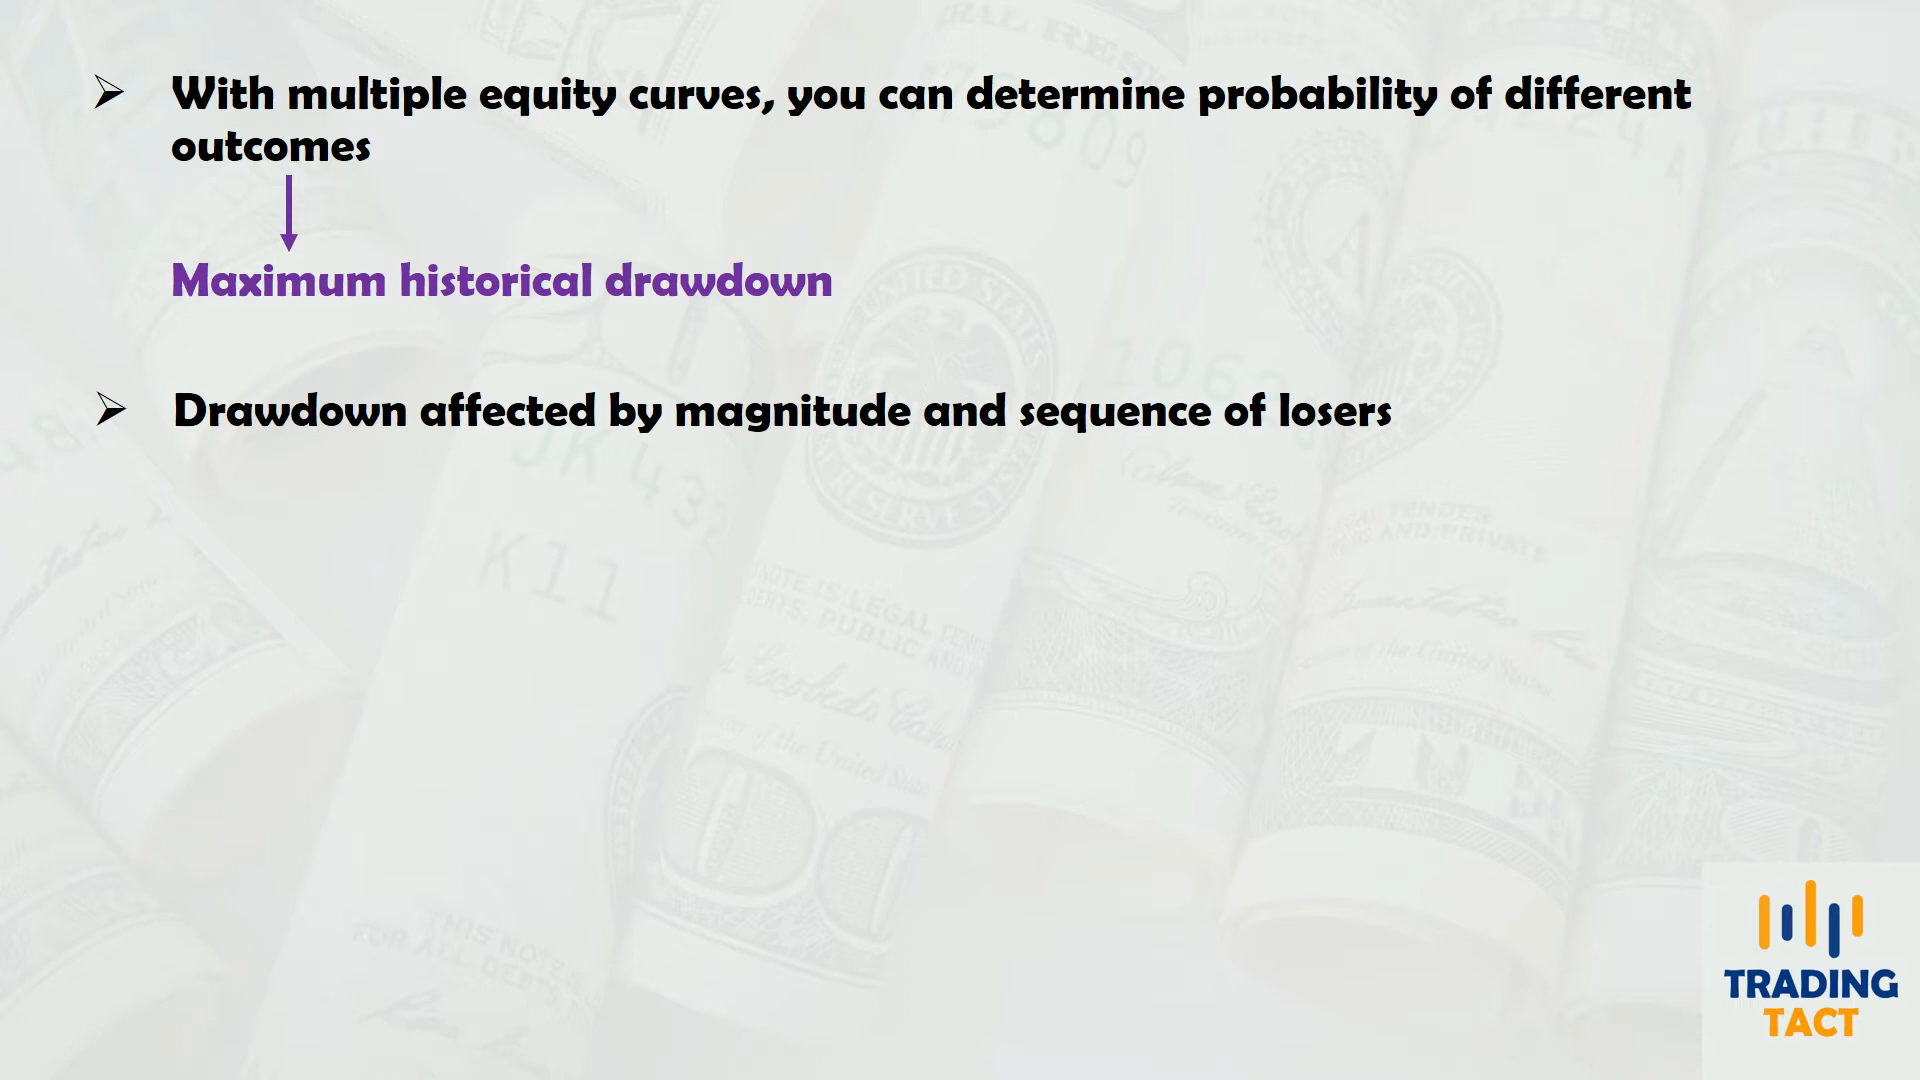 With multiple equity curves, you can determine probability of different
outcomes
Maximum historical drawdown
Drawdown affected by magnitude and sequence of losers
TRADING
TACT